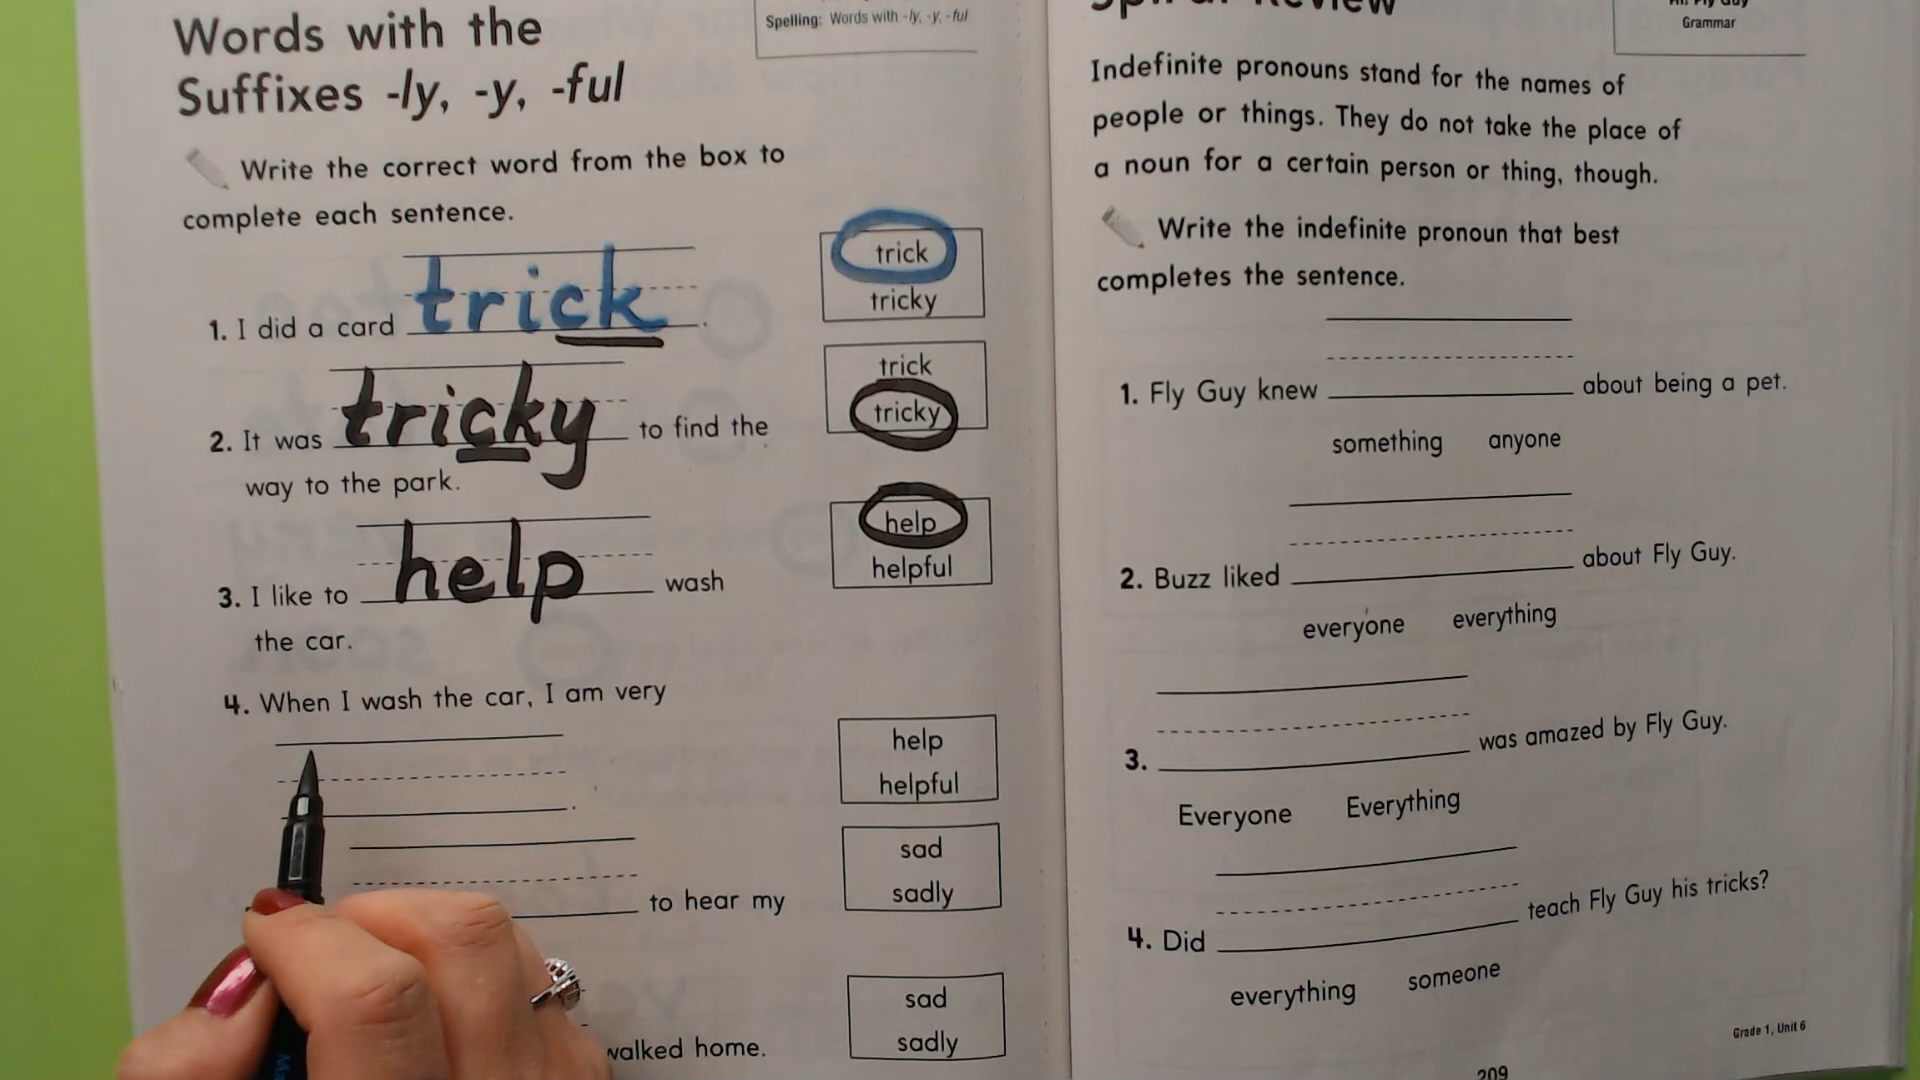 Words with the
Suffixes -ly, -y, -ful
Spelling: Words with -ly, -y, -ful
Write the correct word from the box to
complete each sentence.
1. I did a card trick.
trick
tricky
2. It was tricky to find the
way to the park.
trick
tricky
3. I like to help wash
the car.
help
helpful
4. When I wash the car, I am very
.
help
helpful
to hear my
sad
sadly
walked home.
sad
sadly
Review
Grammar
Indefinite pronouns stand for the names of
people or things. They do not take the place of
a noun for a certain person or thing, though.
Write the indefinite pronoun that best
completes the sentence.
1. Fly Guy knew about being a pet.
something anyone
2. Buzz liked about Fly Guy.
everyone everything
3. was amazed by Fly Guy.
Everyone Everything
4. Did teach Fly Guy his tricks?
everything someone
Grade 1, Unit 6
209